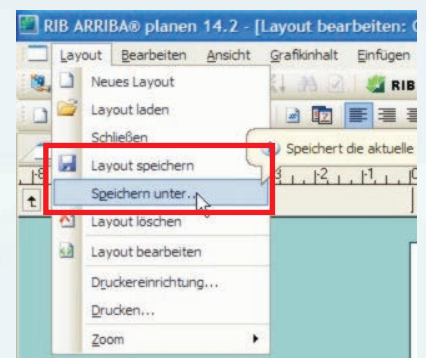 RIB ARRIBA® planen 14.2 - [Layout bearbeiten:
Layout Bearbeiten Ansicht Grafikinhalt Einfügen
Neues Layout
RIB
Layout laden
Schließen
Speichert die aktuelle
Layout speichern
Speichern unter...
Layout löschen
Layout bearbeiten
Druckereinrichtung...
Drucken...
Zoom